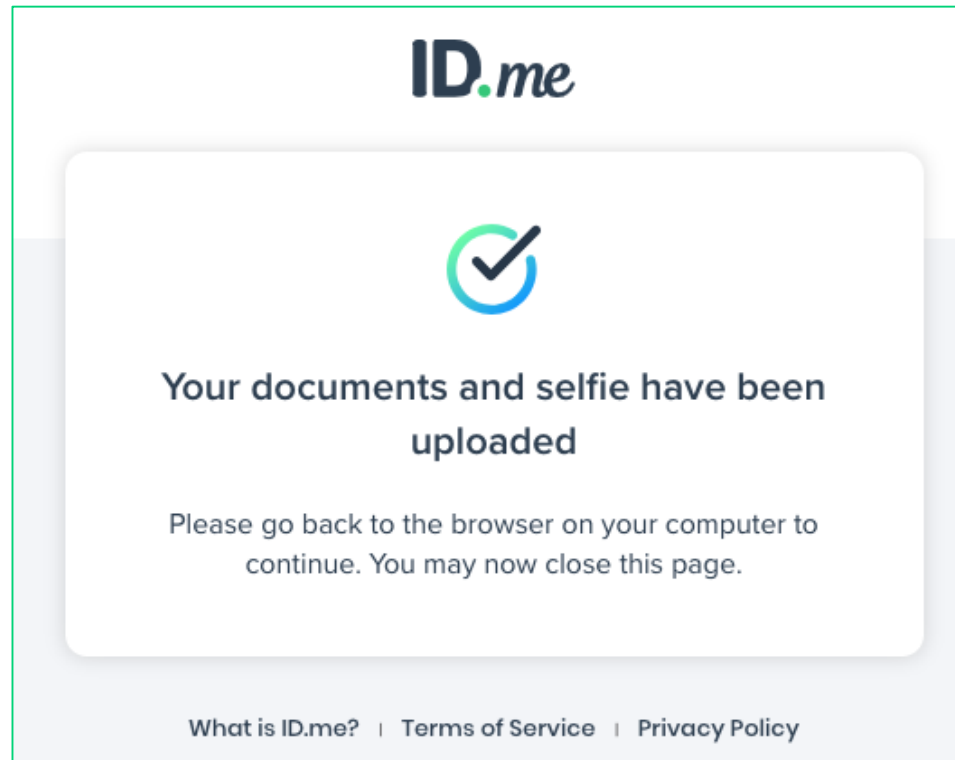 ID.me
Your documents and selfie have been
uploaded
Please go back to the browser on your computer to
continue. You may now close this page.
What is ID.me? | Terms of Service | Privacy Policy